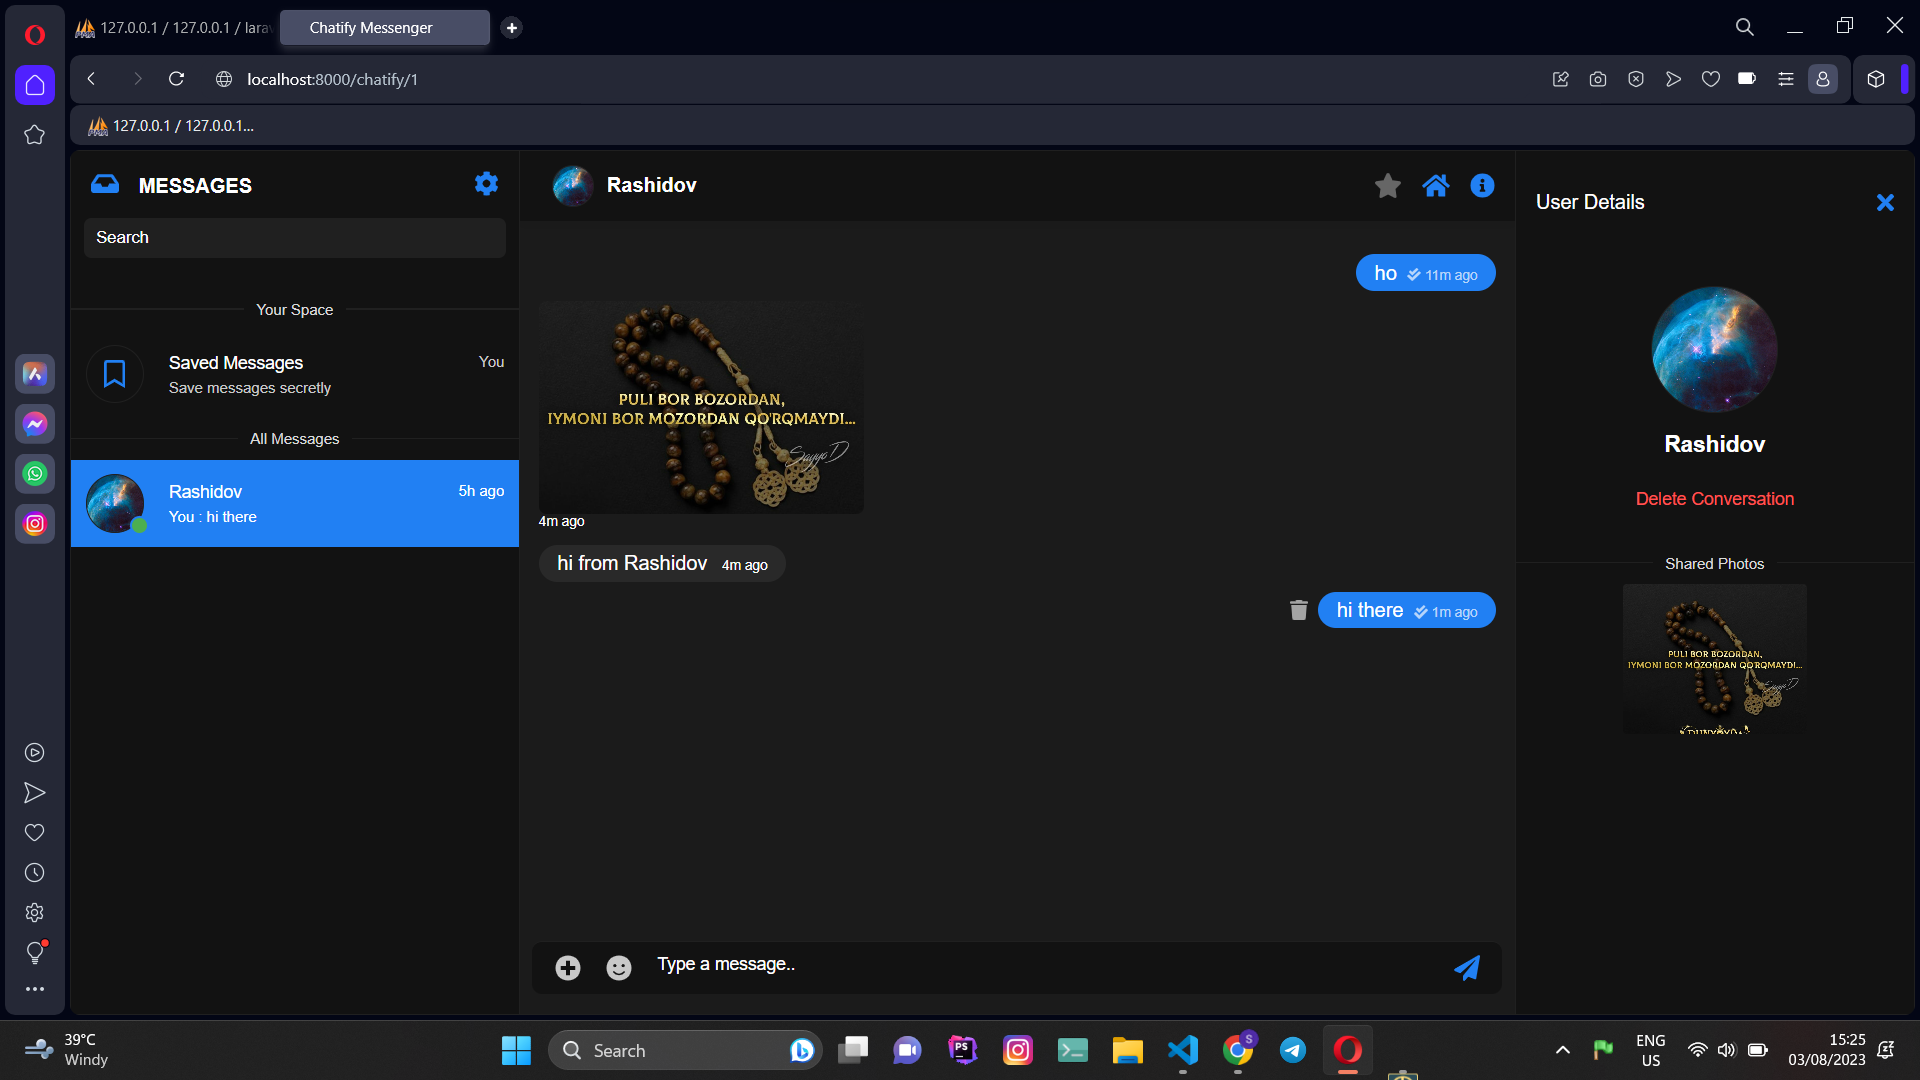 127.0.0.1 / 127.0.0.1 / larav
Chatify Messenger
localhost:8000/chatify/1
127.0.0.1 / 127.0.0.1...
MESSAGES
Search
Your Space
Saved Messages
You
Save messages secretly
All Messages
Rashidov
5h ago
You : hi there
Rashidov
ho 11m ago
PULI BOR BOZORDAN,
IYMONI BOR MOZORDAN QO'RQMAYDI...
Sayyo D
4m ago
hi from Rashidov 4m ago
hi there 1m ago
Type a message..
User Details
Rashidov
Delete Conversation
Shared Photos
PULI BOR BOZORDAN,
IYMONI BOR MOZORDAN QO'RQMAYDI...
Sayyo D
39°C
Windy
Search
PS
S
ENG
US
15:25
03/08/2023